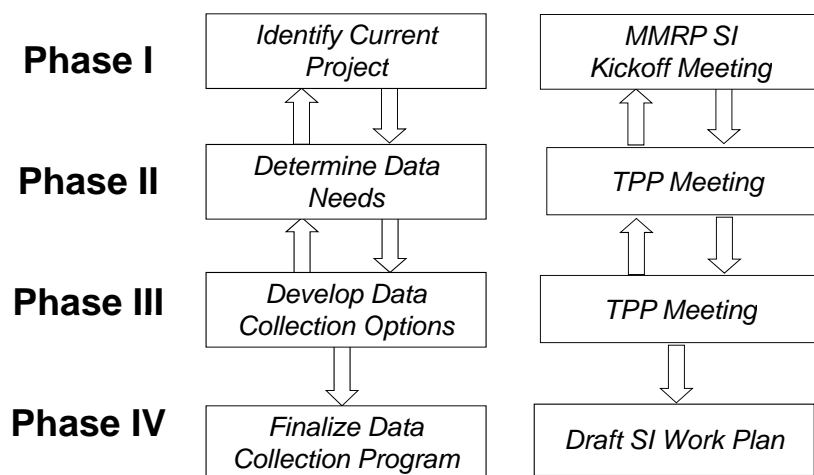 Phase I
Identify Current
Project
MMRP SI
Kickoff Meeting
Phase II
Determine Data
Needs
TPP Meeting
Phase III
Develop Data
Collection Options
TPP Meeting
Phase IV
Finalize Data
Collection Program
Draft SI Work Plan